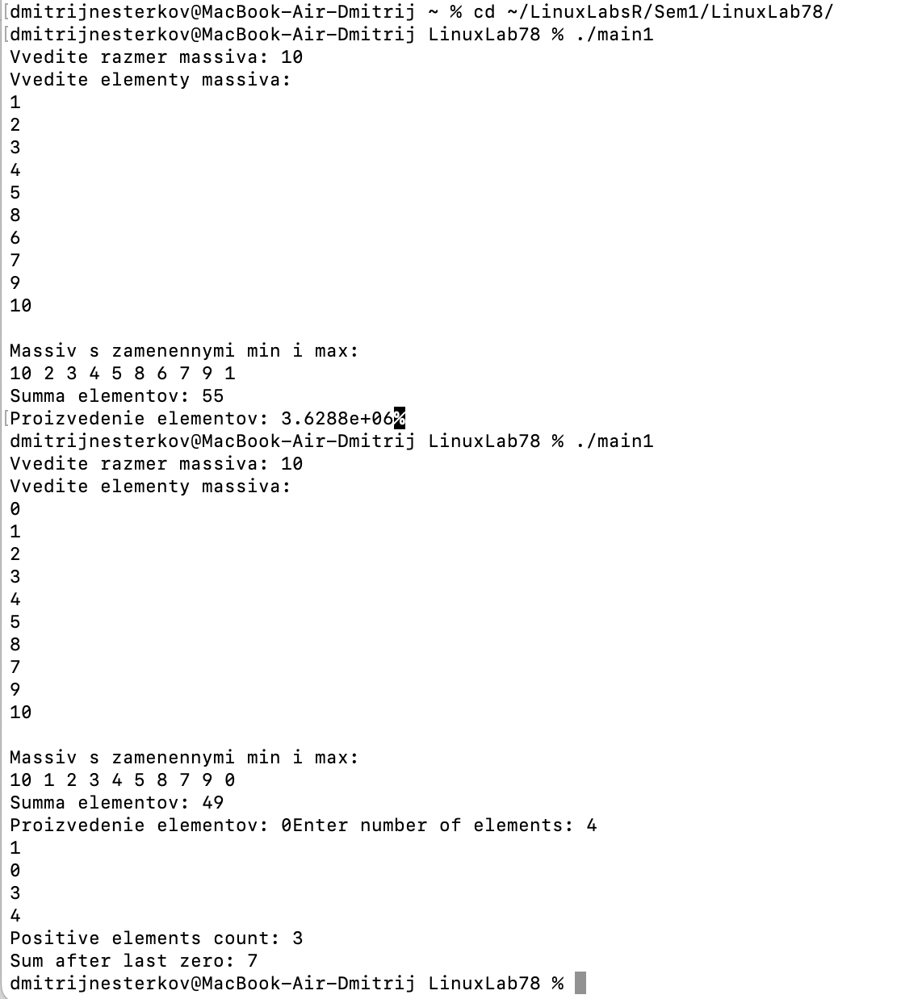 [dmitrijnesterkov@MacBook-Air-Dmitrij ~ % cd ~/LinuxLabsR/Sem1/LinuxLab78/
[dmitrijnesterkov@MacBook-Air-Dmitrij LinuxLab78 % ./main1
Vvedite razmer massiva: 10
Vvedite elementy massiva:
1
2
3
4
5
8
6
7
9
10
Massiv s zamenennymi min i max:
10 2 3 4 5 8 6 7 9 1
Summa elementov: 55
[Proizvedenie elementov: 3.6288e+06%
dmitrijnesterkov@MacBook-Air-Dmitrij LinuxLab78 % ./main1
Vvedite razmer massiva: 10
Vvedite elementy massiva:
0
1
2
3
4
5
8
7
9
10
Massiv s zamenennymi min i max:
10 1 2 3 4 5 8 7 9 0
Summa elementov: 49
Proizvedenie elementov: 0Enter number of elements: 4
1
0
3
4
Positive elements count: 3
Sum after last zero: 7
dmitrijnesterkov@MacBook-Air-Dmitrij LinuxLab78 %